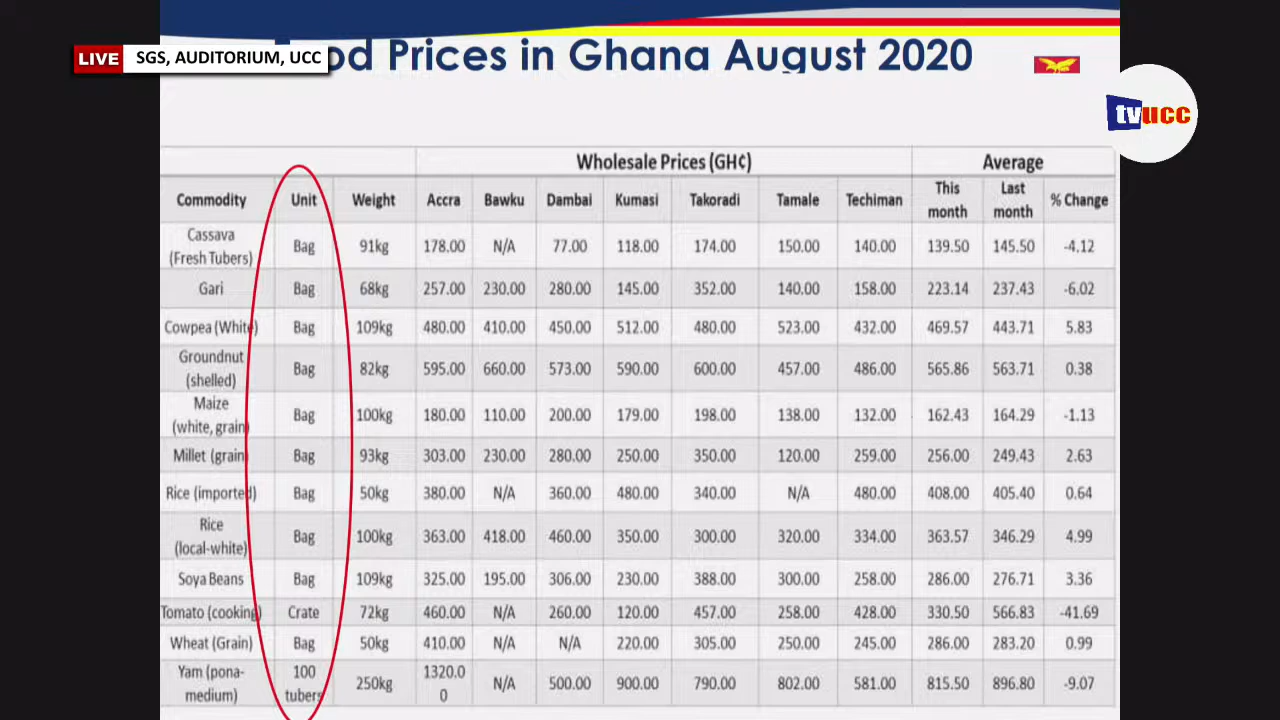 LIVE SGS, AUDITORIUM, UCC
od Prices in Ghana August 2020
tvucc
Wholesale Prices (GH¢) Average
Commodity Unit Weight Accra Bawku Dambai Kumasi Takoradi Tamale Techiman This month Last month % Change
Cassava (Fresh Tubers) Bag 91kg 178.00 N/A 77.00 118.00 174.00 150.00 140.00 139.50 145.50 -4.12
Gari Bag 68kg 257.00 230.00 280.00 145.00 352.00 140.00 158.00 223.14 237.43 -6.02
Cowpea (White) Bag 109kg 480.00 410.00 450.00 512.00 480.00 523.00 432.00 469.57 443.71 5.83
Groundnut (shelled) Bag 82kg 595.00 660.00 573.00 590.00 600.00 457.00 486.00 565.86 563.71 0.38
Maize (white, grain) Bag 100kg 180.00 110.00 200.00 179.00 198.00 138.00 132.00 162.43 164.29 -1.13
Millet (grain) Bag 93kg 303.00 230.00 280.00 250.00 350.00 120.00 259.00 256.00 249.43 2.63
Rice (imported) Bag 50kg 380.00 N/A 360.00 480.00 340.00 N/A 480.00 408.00 405.40 0.64
Rice (local-white) Bag 100kg 363.00 418.00 460.00 350.00 300.00 320.00 334.00 363.57 346.29 4.99
Soya Beans Bag 109kg 325.00 195.00 306.00 230.00 388.00 300.00 258.00 286.00 276.71 3.36
Tomato (cooking) Crate 72kg 460.00 N/A 260.00 120.00 457.00 258.00 428.00 330.50 566.83 -41.69
Wheat (Grain) Bag 50kg 410.00 N/A N/A 220.00 305.00 250.00 245.00 286.00 283.20 0.99
Yam (pona-medium) 100 tubers 250kg 1320.00 N/A 500.00 900.00 790.00 802.00 581.00 815.50 896.80 -9.07